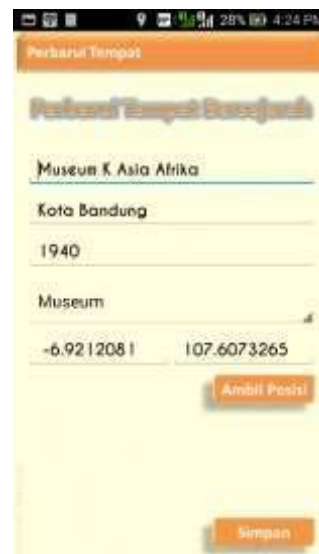 28% 4:24 PM
Perbarui Tempat
Perbarui Tempat Bersejarah
Museum K Asia Afrika
Kota Bandung
1940
Museum
-6.9212081 107.6073265
Ambil Posisi
Simpan